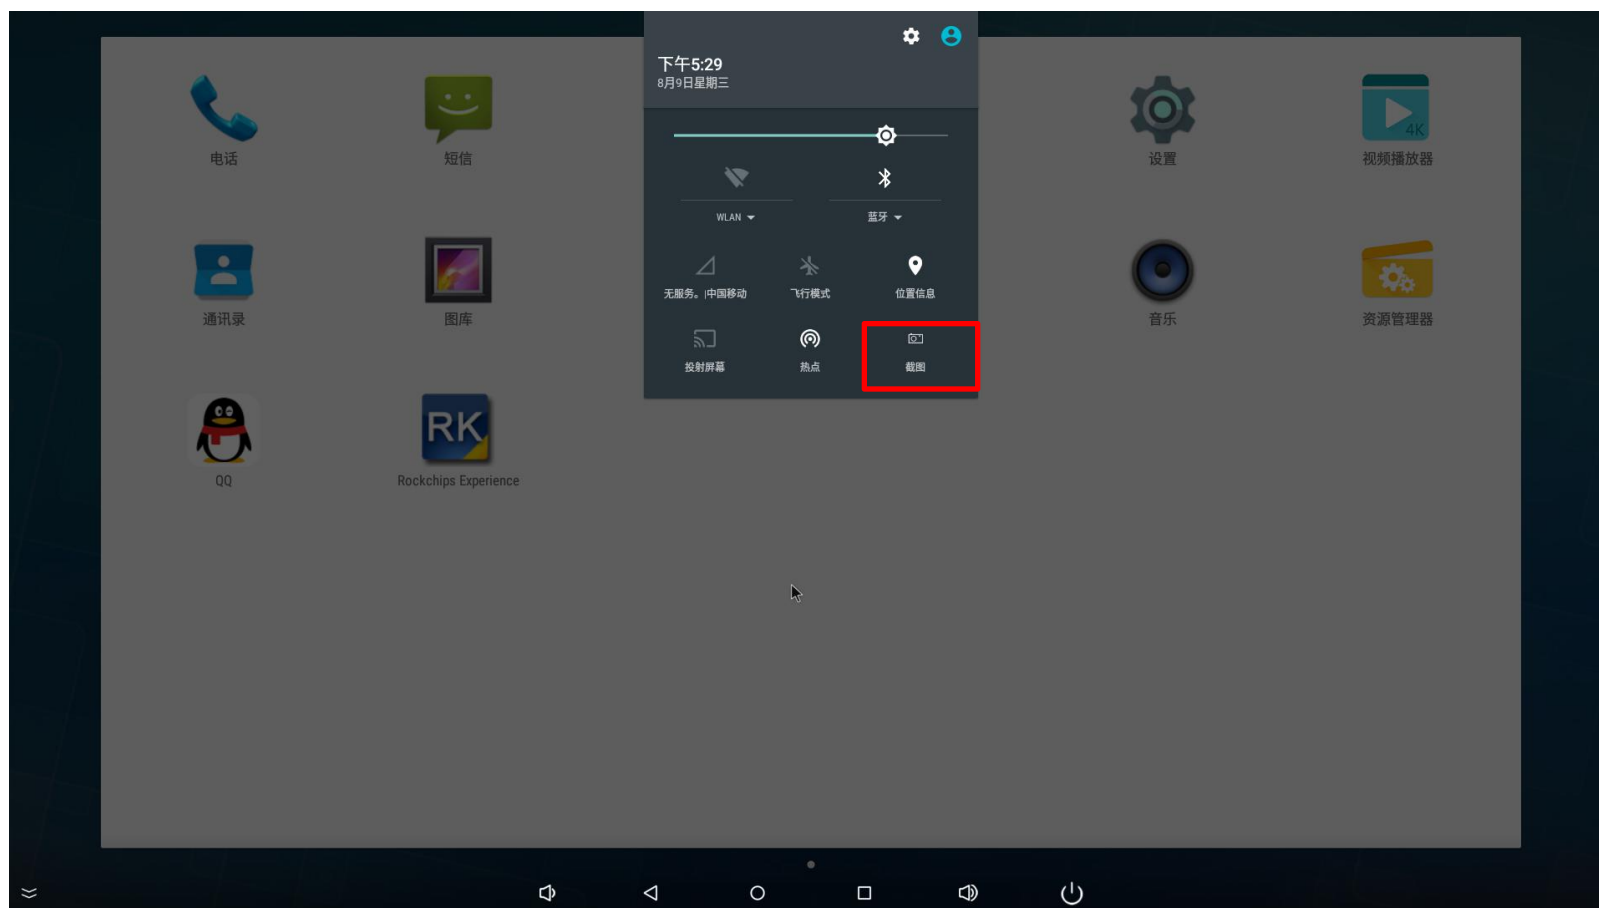 下午5:29
8月9日星期三
电话
短信
设置
视频播放器
4K
WLAN
蓝牙
无服务。|中国移动
飞行模式
位置信息
通讯录
图库
音乐
资源管理器
投射屏幕
热点
截图
RK
QQ
Rockchips Experience